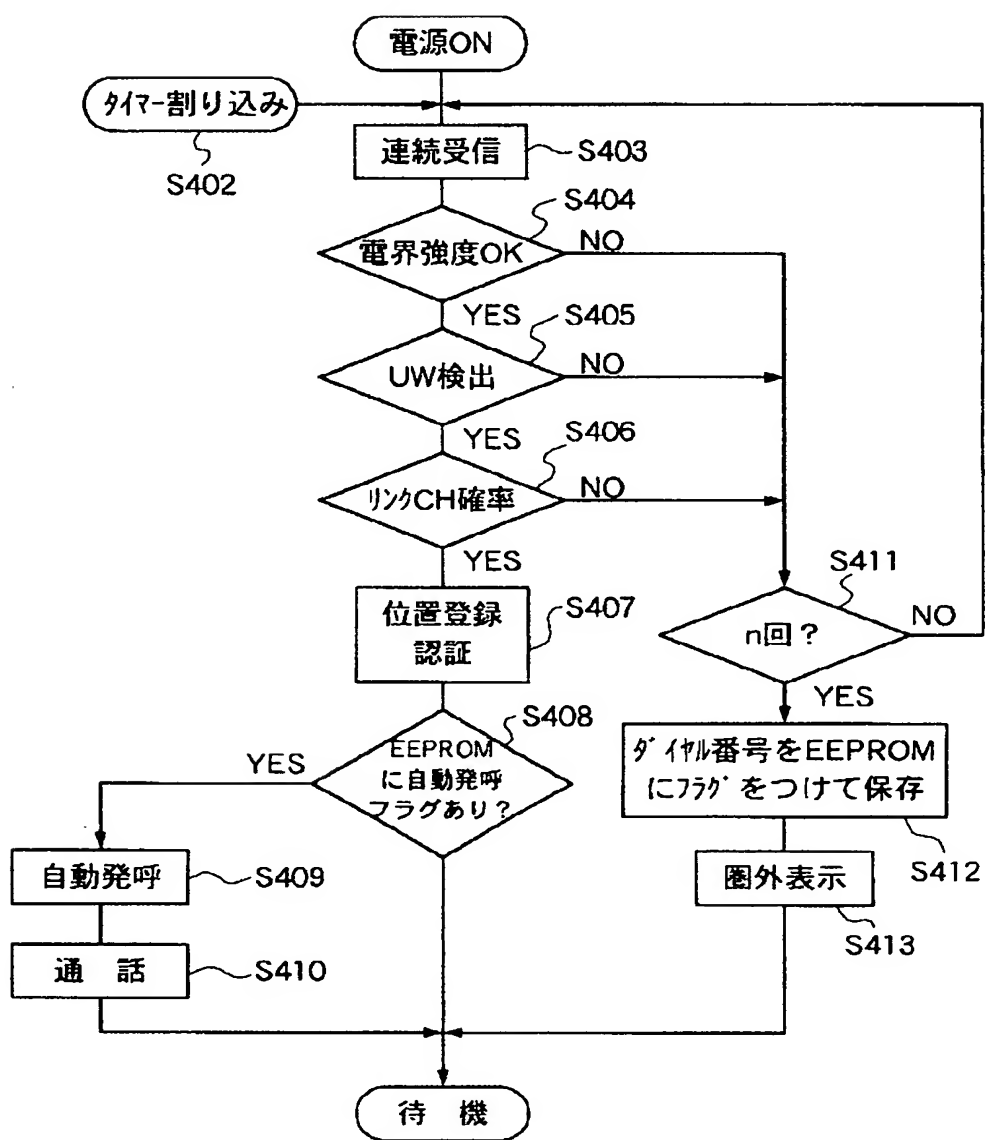 電源ON
タイマー割り込み
S402
連続受信
S403
S404
電界強度OK
NO
YES
S405
UW検出
NO
YES
S406
リンクCH確率
NO
YES
S411
n回?
NO
YES
位置登録
認証
S407
S408
EEPROM
に自動発呼
フラグあり?
YES
ダイヤル番号をEEPROM
にフラグをつけて保存
S412
自動発呼
S409
圏外表示
S413
通 話
S410
待 機